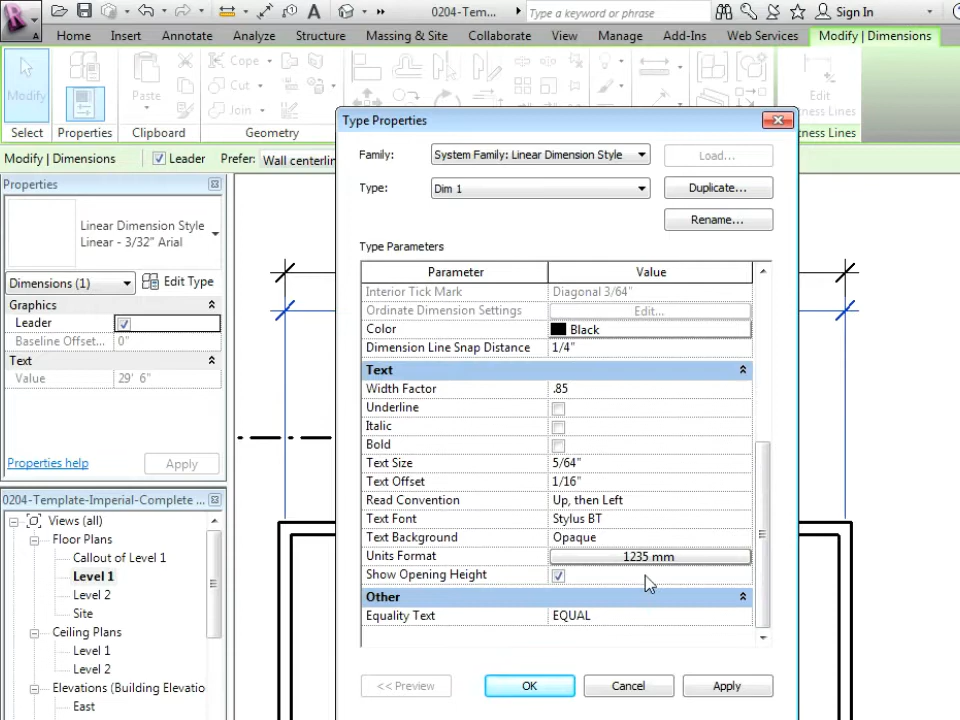 0204-Tem...
Type a keyword or phrase
Sign In
Home
Insert
Annotate
Analyze
Structure
Massing & Site
Collaborate
View
Manage
Add-Ins
Web Services
Modify | Dimensions
Modify
Cope
Cut
Join
Paste
Edit
Select
Properties
Clipboard
Geometry
tness Lines
Modify | Dimensions
Leader
Prefer:
Wall centerlin
Properties
Linear Dimension Style
Linear - 3/32" Arial
Dimensions (1)
Edit Type
Graphics
Leader
Baseline Offset...
0"
Text
Value
29' 6"
Properties help
Apply
0204-Template-Imperial-Complete ...
Views (all)
Floor Plans
Callout of Level 1
Level 1
Level 2
Site
Ceiling Plans
Level 1
Level 2
Elevations (Building Elevatio
East
Type Properties
Family:
System Family: Linear Dimension Style
Load...
Type:
Dim 1
Duplicate...
Rename...
Type Parameters
Parameter
Value
Interior Tick Mark
Diagonal 3/64"
Ordinate Dimension Settings
Edit...
Color
Black
Dimension Line Snap Distance
1/4"
Text
Width Factor
.85
Underline
Italic
Bold
Text Size
5/64"
Text Offset
1/16"
Read Convention
Up, then Left
Text Font
Stylus BT
Text Background
Opaque
Units Format
1235 mm
Show Opening Height
Other
Equality Text
EQUAL
<< Preview
OK
Cancel
Apply